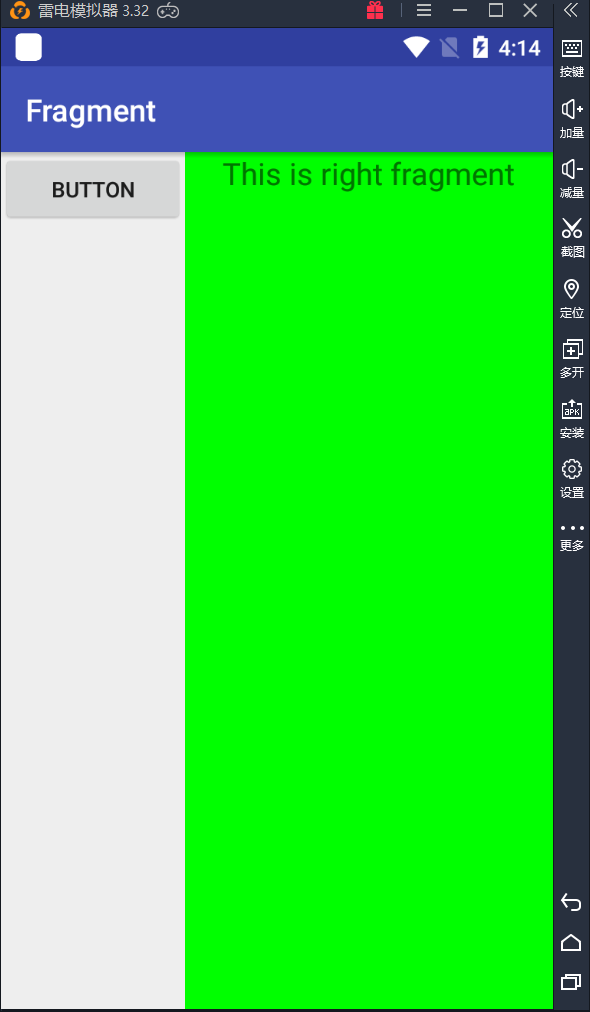 雷电模拟器 3.32
4:14
Fragment
BUTTON
This is right fragment
按键
加量
减量
截图
定位
多开
APK
安装
设置
更多